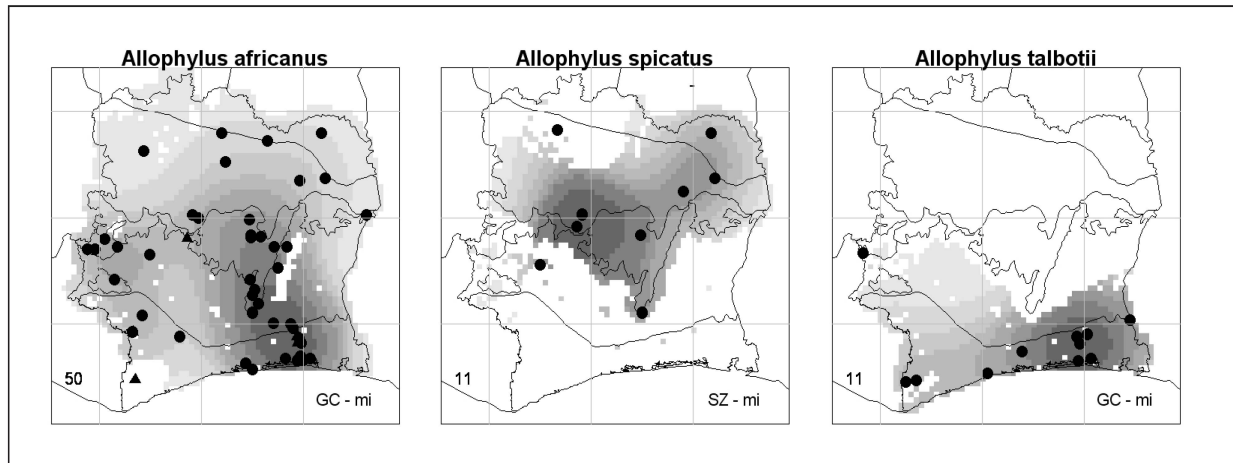 Allophylus africanus
50
GC - mi
Allophylus spicatus
11
SZ - mi
Allophylus talbotii
11
GC - mi